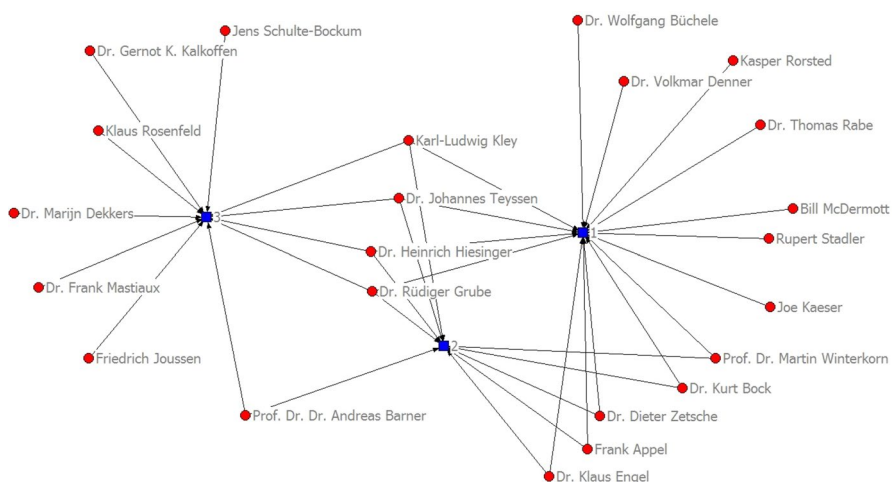 Dr. Wolfgang Büchele
Jens Schulte-Bockum
Dr. Gernot K. Kalkoffen
Kasper Rorsted
Dr. Volkmar Denner
Dr. Thomas Rabe
Klaus Rosenfeld
Karl-Ludwig Kley
Dr. Johannes Teyssen
Bill McDermott
Dr. Marijn Dekkers
3
1
Rupert Stadler
Dr. Heinrich Hiesinger
Dr. Frank Mastiaux
Dr. Rüdiger Grube
Joe Kaeser
2
Friedrich Joussen
Prof. Dr. Martin Winterkorn
Dr. Kurt Bock
Prof. Dr. Dr. Andreas Barner
Dr. Dieter Zetsche
Frank Appel
Dr. Klaus Engel